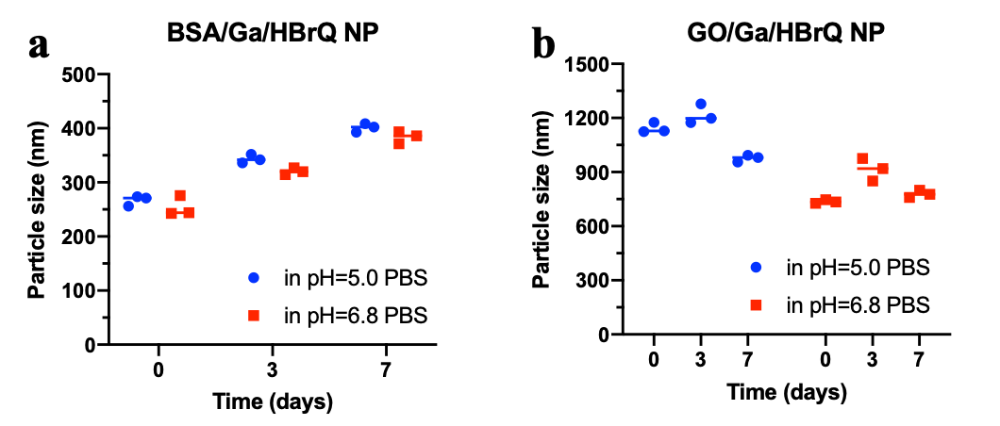 a
BSA/Ga/HBrQ NP
Particle size (nm)
500
400
300
200
100
0
in pH=5.0 PBS
in pH=6.8 PBS
0 3 7
Time (days)
b
GO/Ga/HBrQ NP
Particle size (nm)
1500
1200
900
600
300
0
in pH=5.0 PBS
in pH=6.8 PBS
0 3 7 0 3 7
Time (days)